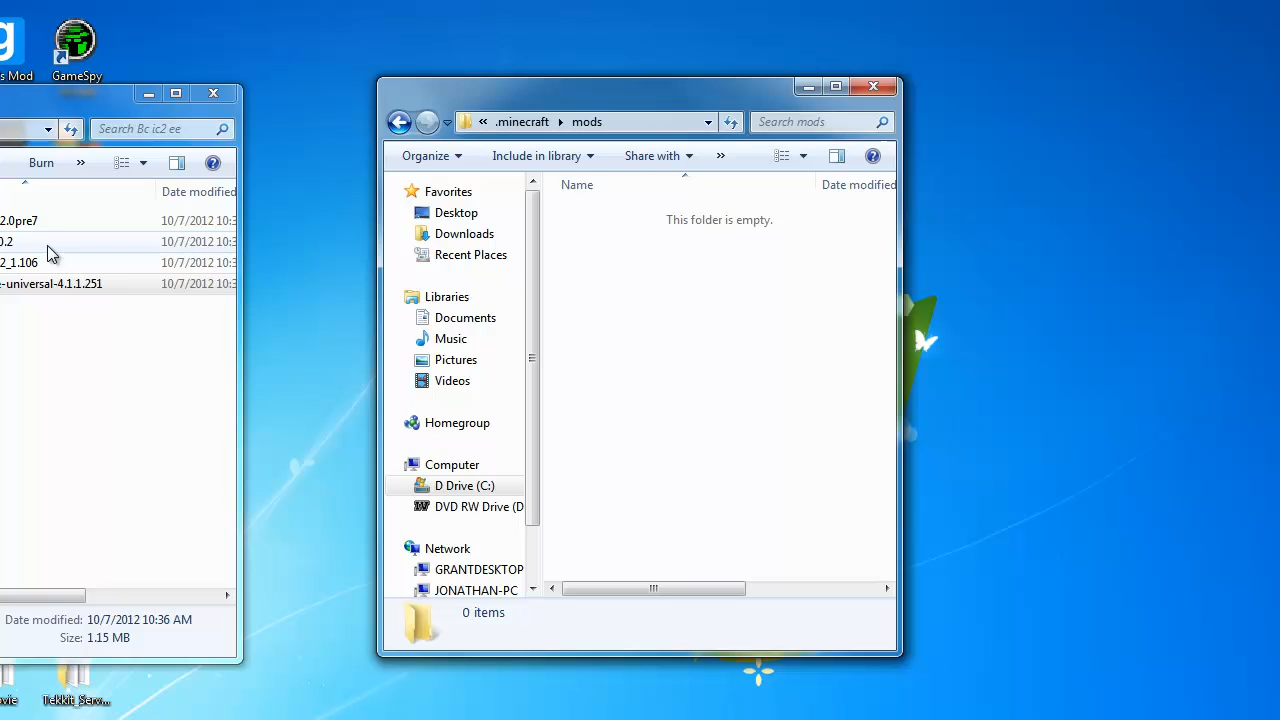 g
s Mod
GameSpy
Search Bc ic2 ee
Burn
»
Date modified
2.0pre7
10/7/2012 10:3
0.2
10/7/2012 10:3
2_1.106
10/7/2012 10:3
-universal-4.1.1.251
10/7/2012 10:3
Date modified: 10/7/2012 10:36 AM
Size: 1.15 MB
ovie
Tekkit_Serv...
« .minecraft mods
Search mods
Organize
Include in library
Share with
»
Favorites
Desktop
Downloads
Recent Places
Libraries
Documents
Music
Pictures
Videos
Homegroup
Computer
D Drive (C:)
DVD RW Drive (D
Network
GRANTDESKTOP
JONATHAN-PC
Name
Date modified
This folder is empty.
0 items